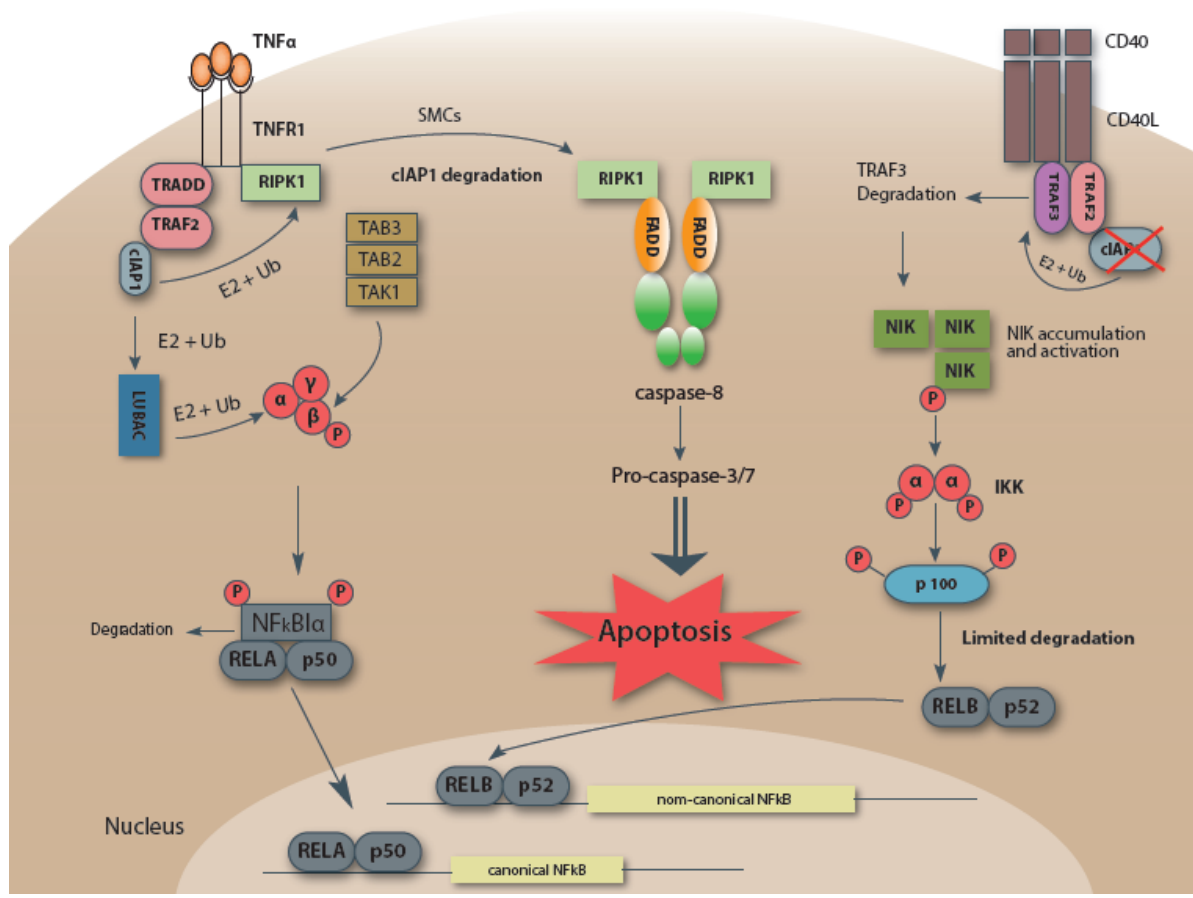 TNFα
TNFR1
TRADD
RIPK1
TRAF2
cIAP1
E2 + Ub
SMCs
cIAP1 degradation
TAB3
TAB2
TAK1
E2 + Ub
LUBAC
E2 + Ub
α
γ
β
P
P
P
NFkBIα
Degradation
RELA
p50
RIPK1
RIPK1
FADD
FADD
caspase-8
Pro-caspase-3/7
Apoptosis
CD40
CD40L
TRAF3
Degradation
TRAF3
TRAF2
E2 + Ub
NIK
NIK
NIK
NIK accumulation
and activation
P
α
α
P
P
IKK
P
P
p 100
Limited degradation
RELB
p52
Nucleus
RELB
p52
nom-canonical NFkB
RELA
p50
canonical NFkB